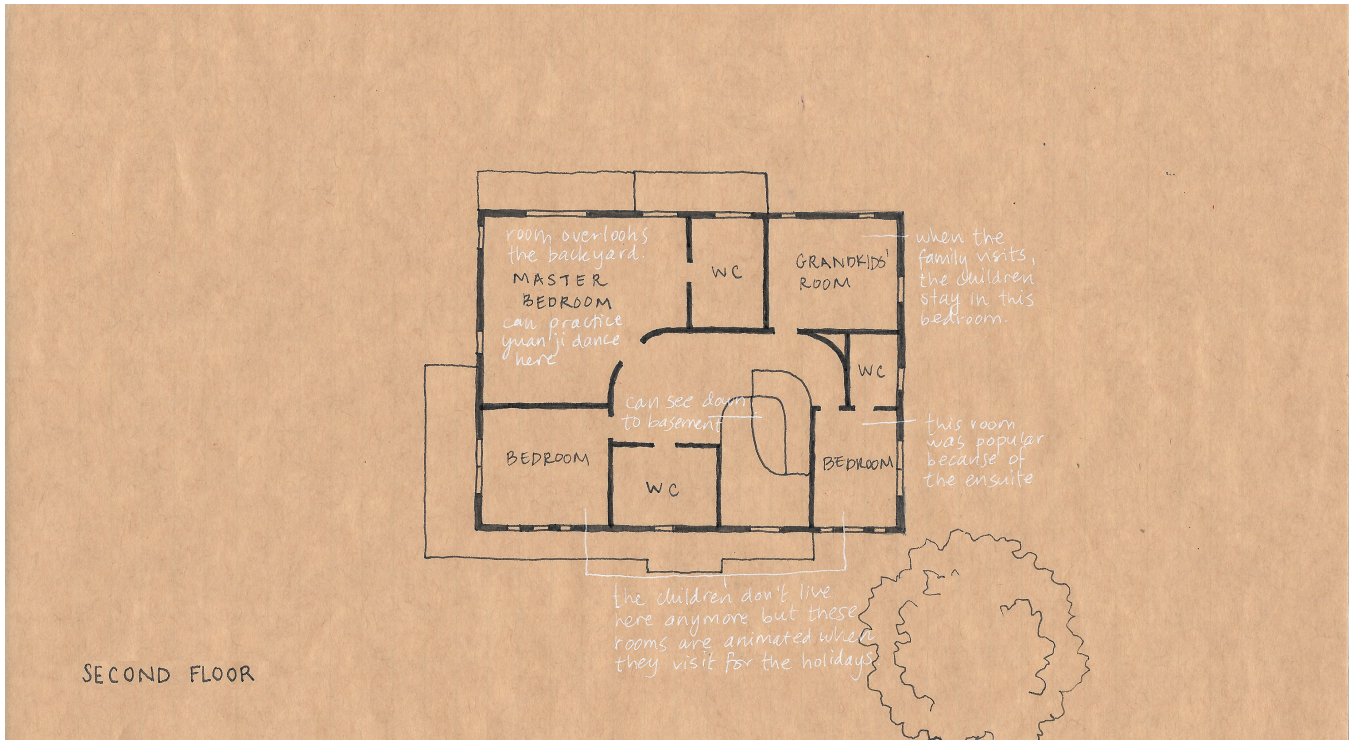 room overlooks
the backyard.
MASTER
BEDROOM
can practice
yuanji dance
here
WC
GRANDKIDS'
ROOM
when the
family visits,
the children
stay in this
bedroom.
WC
can see down
to basement
this room
was popular
because of
the ensuite
BEDROOM
WC
BEDROOM
the children don't live
here anymore but these
rooms are animated when
they visit for the holidays
SECOND FLOOR